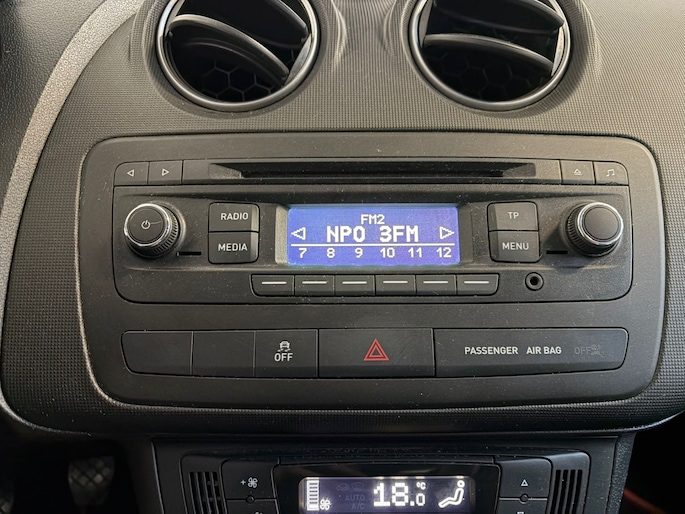 RADIO
MEDIA
FM2
NPO 3FM
7 8 9 10 11 12
TP
MENU
OFF
PASSENGER AIR BAG OFF
AUTO
A/C
18.0 °C